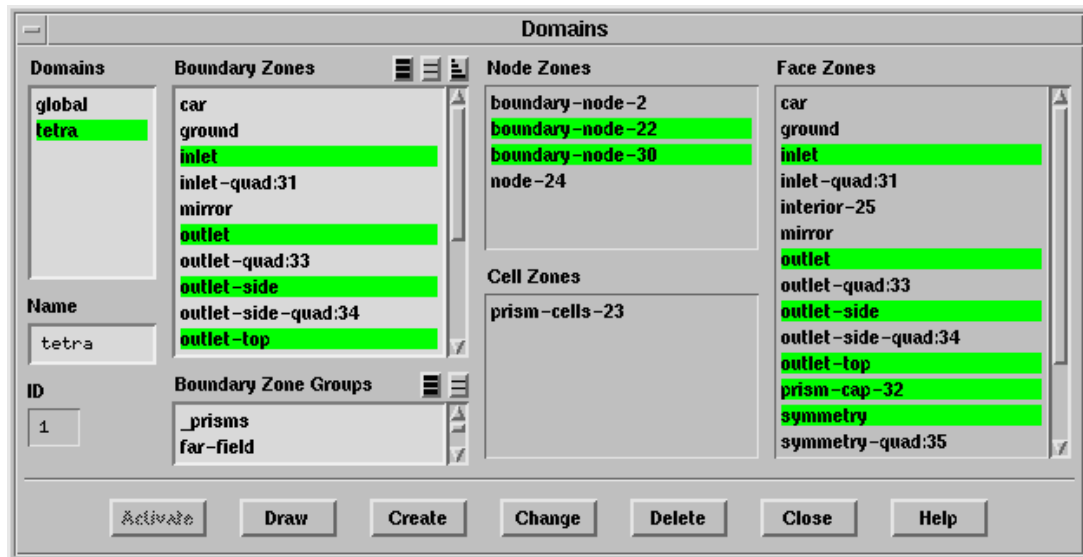 Domains
Domains
global
tetra
Name
tetra
ID
1
Boundary Zones
car
ground
inlet
inlet-quad:31
mirror
outlet
outlet-quad:33
outlet-side
outlet-side-quad:34
outlet-top
Boundary Zone Groups
_prisms
far-field
Node Zones
boundary-node-2
boundary-node-22
boundary-node-30
node-24
Cell Zones
prism-cells-23
Face Zones
car
ground
inlet
inlet-quad:31
interior-25
mirror
outlet
outlet-quad:33
outlet-side
outlet-side-quad:34
outlet-top
prism-cap-32
symmetry
symmetry-quad:35
Activate Draw Create Change Delete Close Help